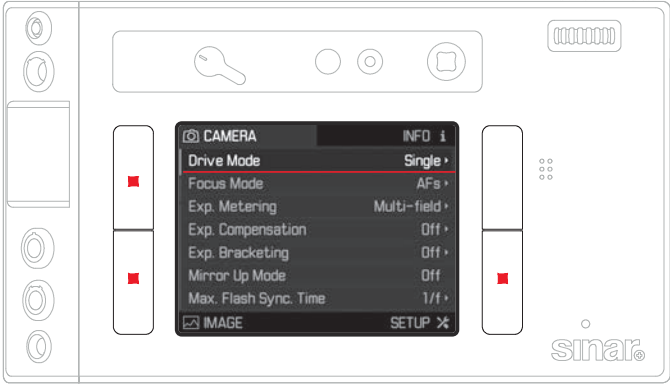 CAMERA INFO i
Drive Mode Single
Focus Mode AFs
Exp. Metering Multi-field
Exp. Compensation Off
Exp. Bracketing Off
Mirror Up Mode Off
Max. Flash Sync. Time 1/f
IMAGE SETUP
sinar